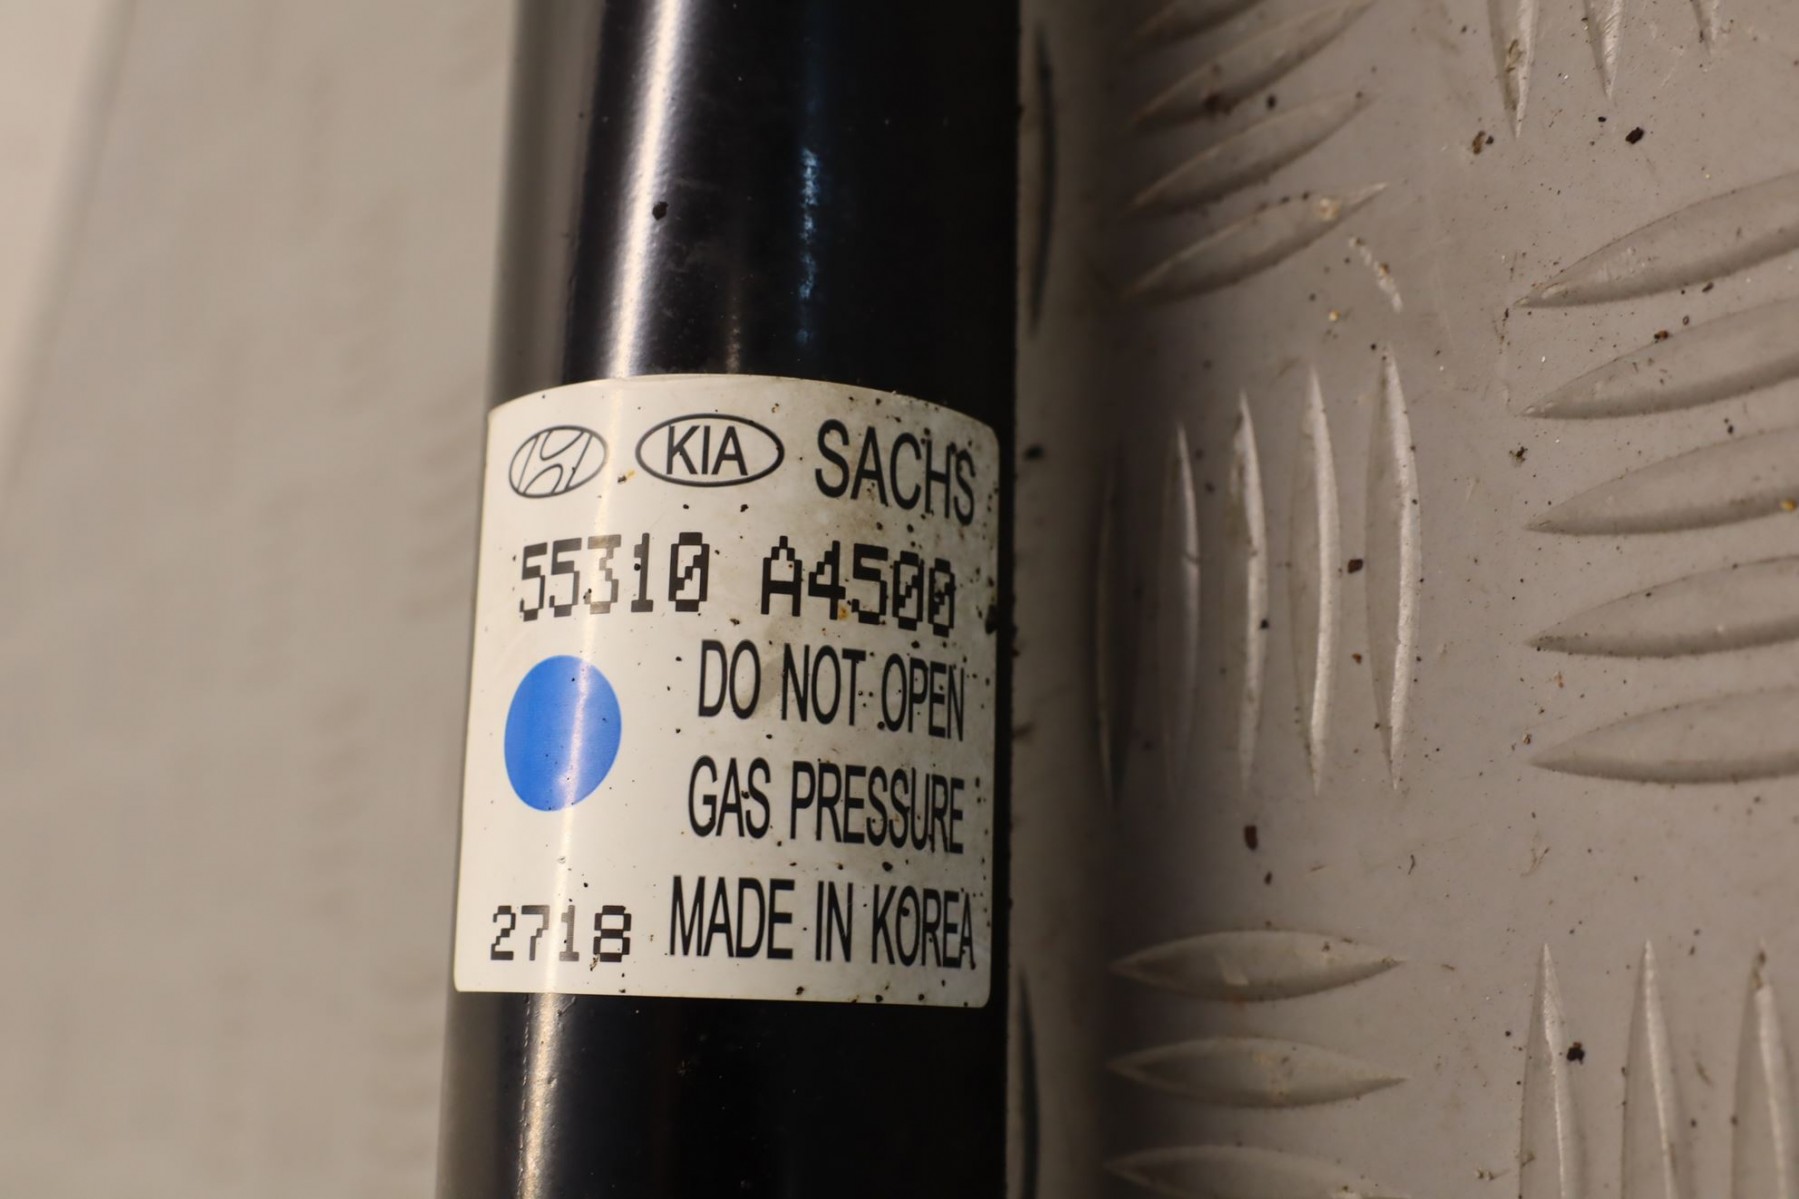 KIA SACHS
55310 A4500
DO NOT OPEN
GAS PRESSURE
2718 MADE IN KOREA